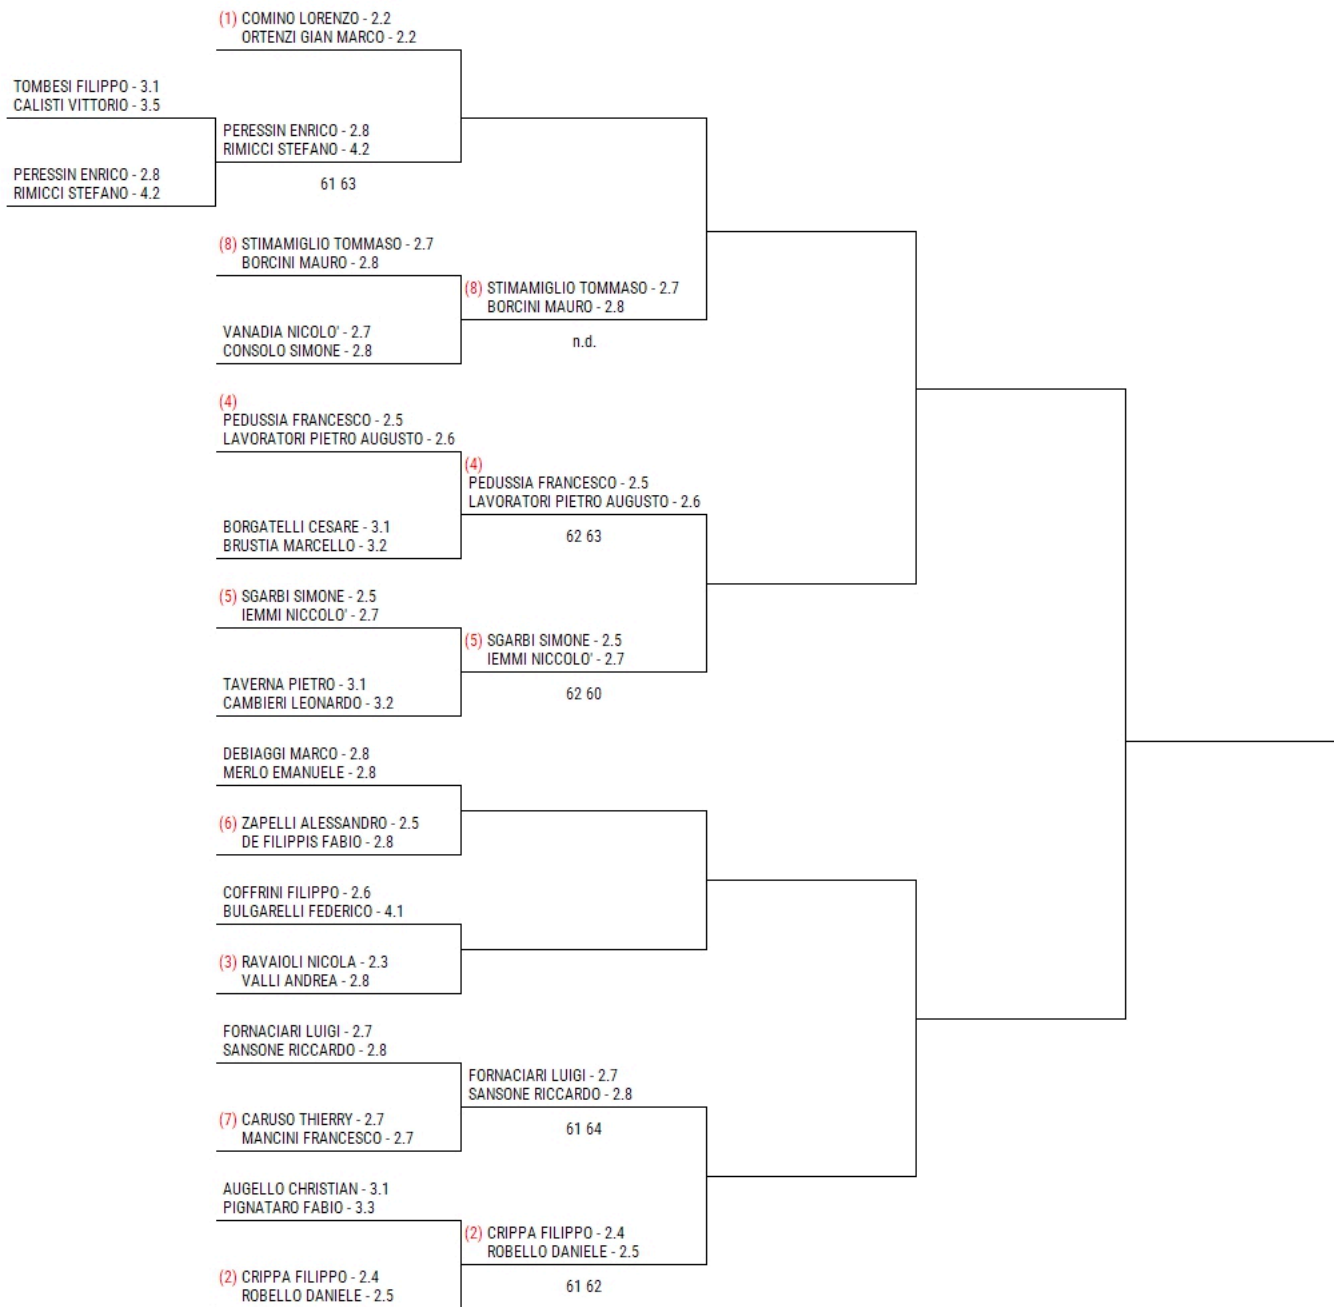 (1) COMINO LORENZO - 2.2
ORTENZI GIAN MARCO - 2.2
TOMBESI FILIPPO - 3.1
CALISTI VITTORIO - 3.5
PERESSIN ENRICO - 2.8
RIMICCI STEFANO - 4.2
61 63
PERESSIN ENRICO - 2.8
RIMICCI STEFANO - 4.2
(8) STIMAMIGLIO TOMMASO - 2.7
BORCINI MAURO - 2.8
(8) STIMAMIGLIO TOMMASO - 2.7
BORCINI MAURO - 2.8
n.d.
VANADIA NICOLO' - 2.7
CONSOLO SIMONE - 2.8
(4)
PEDUSSIA FRANCESCO - 2.5
LAVORATORI PIETRO AUGUSTO - 2.6
(4)
PEDUSSIA FRANCESCO - 2.5
LAVORATORI PIETRO AUGUSTO - 2.6
62 63
BORGATELLI CESARE - 3.1
BRUSTIA MARCELLO - 3.2
(5) SGARBI SIMONE - 2.5
IEMMI NICCOLO' - 2.7
(5) SGARBI SIMONE - 2.5
IEMMI NICCOLO' - 2.7
62 60
TAVERNA PIETRO - 3.1
CAMBIERI LEONARDO - 3.2
DEBIAGGI MARCO - 2.8
MERLO EMANUELE - 2.8
(6) ZAPELLI ALESSANDRO - 2.5
DE FILIPPIS FABIO - 2.8
COFFRINI FILIPPO - 2.6
BULGARELLI FEDERICO - 4.1
(3) RAVAIOLI NICOLA - 2.3
VALLI ANDREA - 2.8
FORNACIARI LUIGI - 2.7
SANSONE RICCARDO - 2.8
FORNACIARI LUIGI - 2.7
SANSONE RICCARDO - 2.8
61 64
(7) CARUSO THIERRY - 2.7
MANCINI FRANCESCO - 2.7
AUGELLO CHRISTIAN - 3.1
PIGNATARO FABIO - 3.3
(2) CRIPPA FILIPPO - 2.4
ROBELLO DANIELE - 2.5
61 62
(2) CRIPPA FILIPPO - 2.4
ROBELLO DANIELE - 2.5